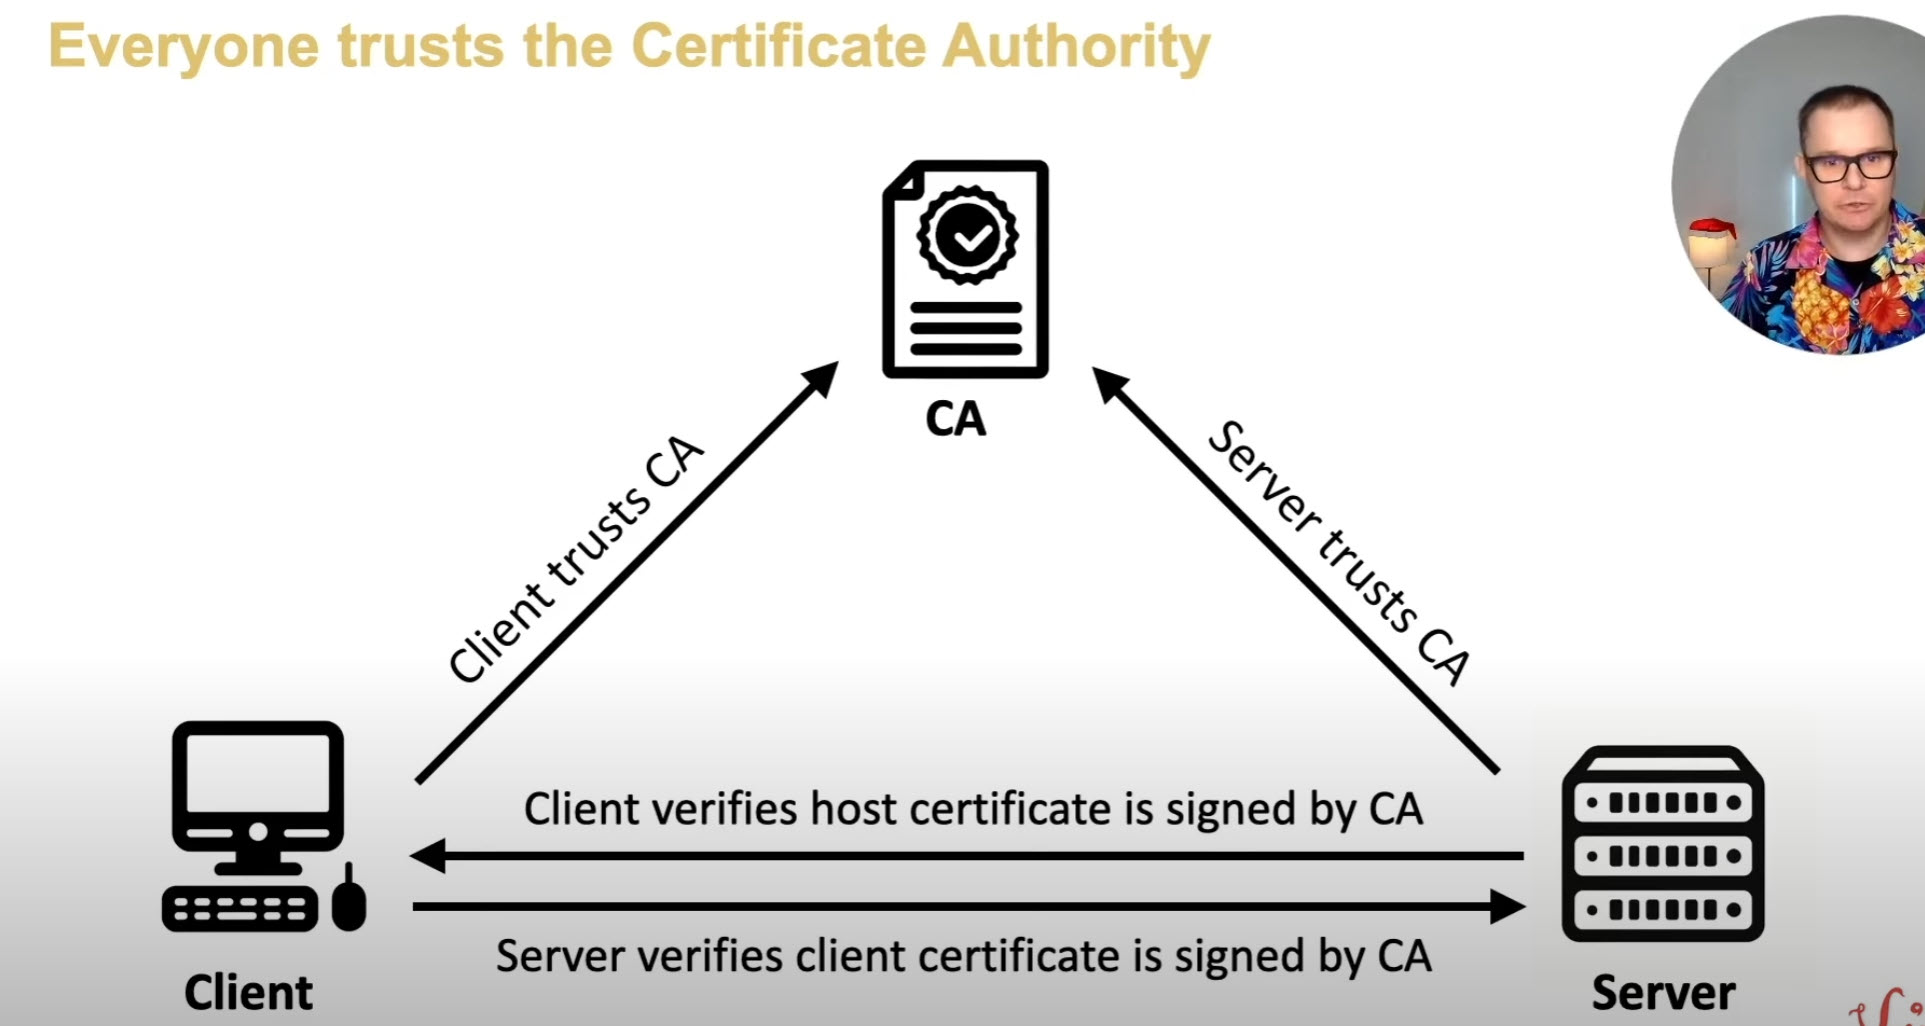 Everyone trusts the Certificate Authority
CA
Client trusts CA
Server trusts CA
Client verifies host certificate is signed by CA
Server verifies client certificate is signed by CA
Client
Server